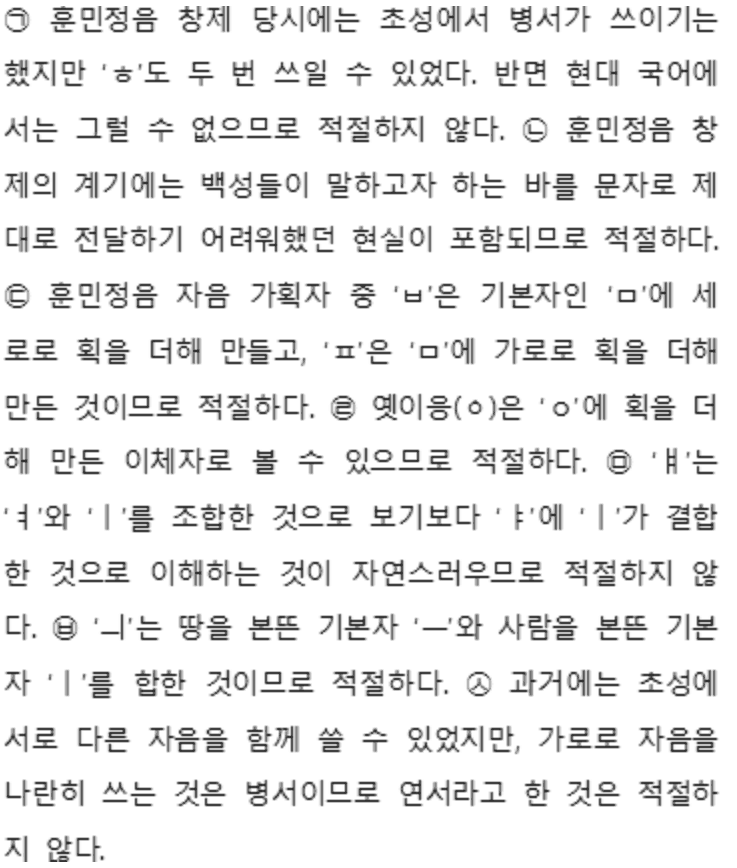 ㉠ 훈민정음 창제 당시에는 초성에서 병서가 쓰이기는
했지만 ‘ㅎ’도 두 번 쓰일 수 있었다. 반면 현대 국어에
서는 그럴 수 없으므로 적절하지 않다. ㉡ 훈민정음 창
제의 계기에는 백성들이 말하고자 하는 바를 문자로 제
대로 전달하기 어려워했던 현실이 포함되므로 적절하다.
㉢ 훈민정음 자음 가획자 중 ‘ㅂ’은 기본자인 ‘ㅁ’에 세
로로 획을 더해 만들고, ‘ㅍ’은 ‘ㅁ’에 가로로 획을 더해
만든 것이므로 적절하다. ㉣ 옛이응(ㆁ)은 ‘ㅇ’에 획을 더
해 만든 이체자로 볼 수 있으므로 적절하다. ㉤ ‘ㅒ’는
‘ㅕ’와 ‘ㅣ’를 조합한 것으로 보기보다 ‘ㅑ’에 ‘ㅣ’가 결합
한 것으로 이해하는 것이 자연스러우므로 적절하지 않
다. ㉥ ‘ㅢ’는 땅을 본뜬 기본자 ‘ㅡ’와 사람을 본뜬 기본
자 ‘ㅣ’를 합한 것이므로 적절하다. ㉦ 과거에는 초성에
서로 다른 자음을 함께 쓸 수 있었지만, 가로로 자음을
나란히 쓰는 것은 병서이므로 연서라고 한 것은 적절하
지 않다.